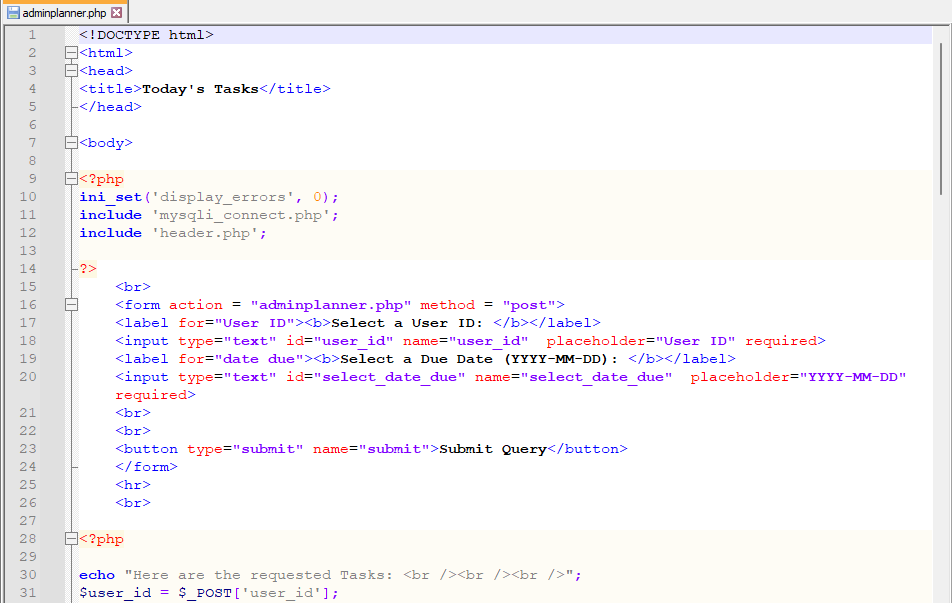 adminplanner.php
1 <!DOCTYPE html>
2 <html>
3 <head>
4 <title>Today's Tasks</title>
5 </head>
6
7 <body>
8
9 <?php
10 ini_set('display_errors', 0);
11 include 'mysqli_connect.php';
12 include 'header.php';
13
14 ?>
15 <br>
16 <form action = "adminplanner.php" method = "post">
17 <label for="User ID"><b>Select a User ID: </b></label>
18 <input type="text" id="user_id" name="user_id"  placeholder="User ID" required>
19 <label for="date due"><b>Select a Due Date (YYYY-MM-DD): </b></label>
20 <input type="text" id="select_date_due" name="select_date_due"  placeholder="YYYY-MM-DD"
required>
21 <br>
22 <br>
23 <button type="submit" name="submit">Submit Query</button>
24 </form>
25 <hr>
26 <br>
27
28 <?php
29
30 echo "Here are the requested Tasks: <br /><br /><br />";
31 $user_id = $_POST['user_id'];